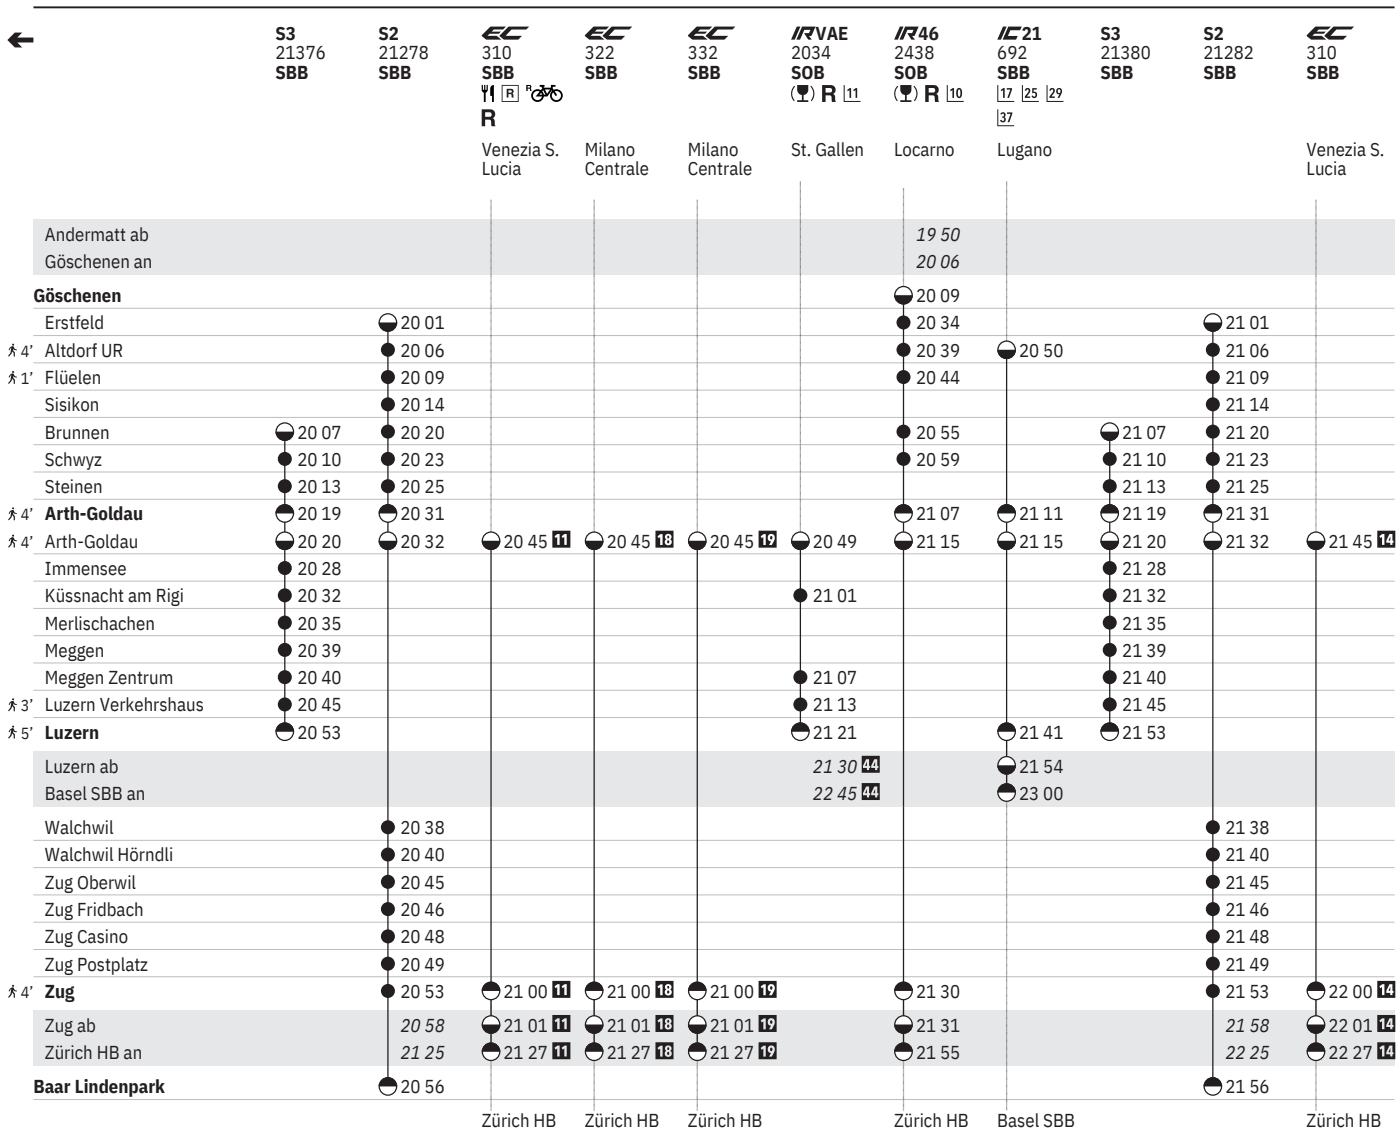 S3 S2 EC EC EC IRVAE IR46 IC21 S3 S2 EC
21376 21278 310 322 332 2034 2438 692 21380 21282 310
SBB SBB SBB SBB SBB SOB SOB SBB SBB SBB SBB
R R R 11 R 10 17 25 29
R 37
Venezia S. Milano Milano St. Gallen Locarno Lugano Venezia S.
Lucia Centrale Centrale Lucia
Andermatt ab 19 50
Göschenen an 20 06
Göschenen 20 09
Erstfeld 20 01 20 34 21 01
4' Altdorf UR 20 06 20 39 20 50 21 06
1' Flüelen 20 09 20 44 21 09
Sisikon 20 14 21 14
Brunnen 20 07 20 20 20 55 21 07 21 20
Schwyz 20 10 20 23 20 59 21 10 21 23
Steinen 20 13 20 25 21 13 21 25
4' Arth-Goldau 20 19 20 31 21 07 21 11 21 19 21 31
4' Arth-Goldau 20 20 20 32 20 45 11 20 45 18 20 45 19 20 49 21 15 21 15 21 20 21 32 21 45 14
Immensee 20 28 21 28
Küssnacht am Rigi 20 32 21 01 21 32
Merlischachen 20 35 21 35
Meggen 20 39 21 39
Meggen Zentrum 20 40 21 07 21 40
3' Luzern Verkehrshaus 20 45 21 13 21 45
5' Luzern 20 53 21 21 21 41 21 53
Luzern ab 21 30 44 21 54
Basel SBB an 22 45 44 23 00
Walchwil 20 38 21 38
Walchwil Hörndli 20 40 21 40
Zug Oberwil 20 45 21 45
Zug Fridbach 20 46 21 46
Zug Casino 20 48 21 48
Zug Postplatz 20 49 21 49
4' Zug 20 53 21 00 11 21 00 18 21 00 19 21 30 21 53 22 00 14
Zug ab 20 58 21 01 11 21 01 18 21 01 19 21 31 21 58 22 01 14
Zürich HB an 21 25 21 27 11 21 27 18 21 27 19 21 55 22 25 22 27 14
Baar Lindenpark 20 56 21 56
Zürich HB Zürich HB Zürich HB Zürich HB Basel SBB Zürich HB